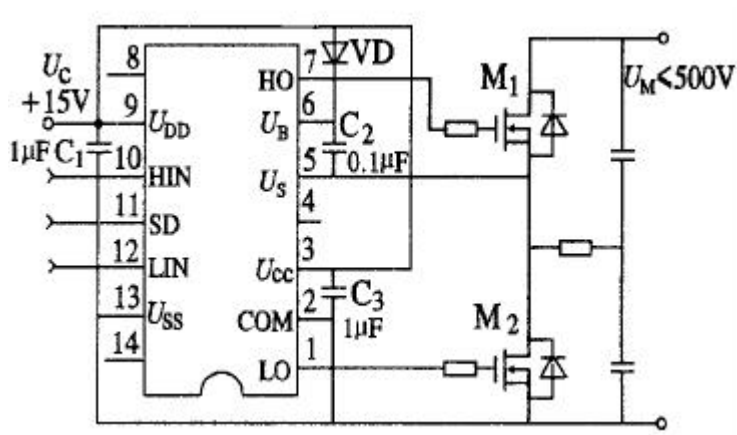 8
U_C
+15V
9 U_DD
1μF C_1
10 HIN
11 SD
12 LIN
13 U_SS
14
7 HO
VD
6 U_B
C_2
5 U_S
0.1μF
4
3 U_CC
C_3
2 COM
1μF
1 LO
M_1
U_M<500V
M_2